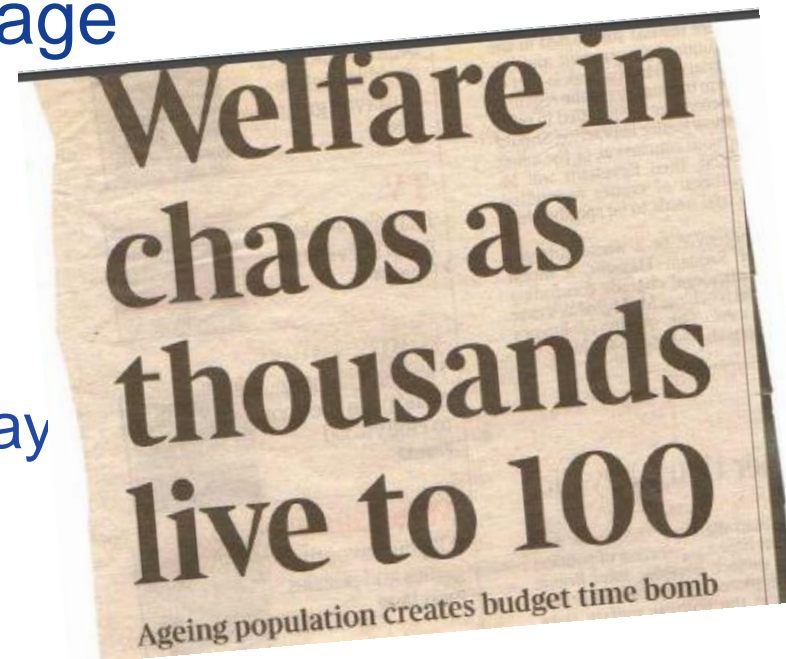 age
Welfare in
chaos as
thousands
live to 100
ay
Ageing population creates budget time bomb